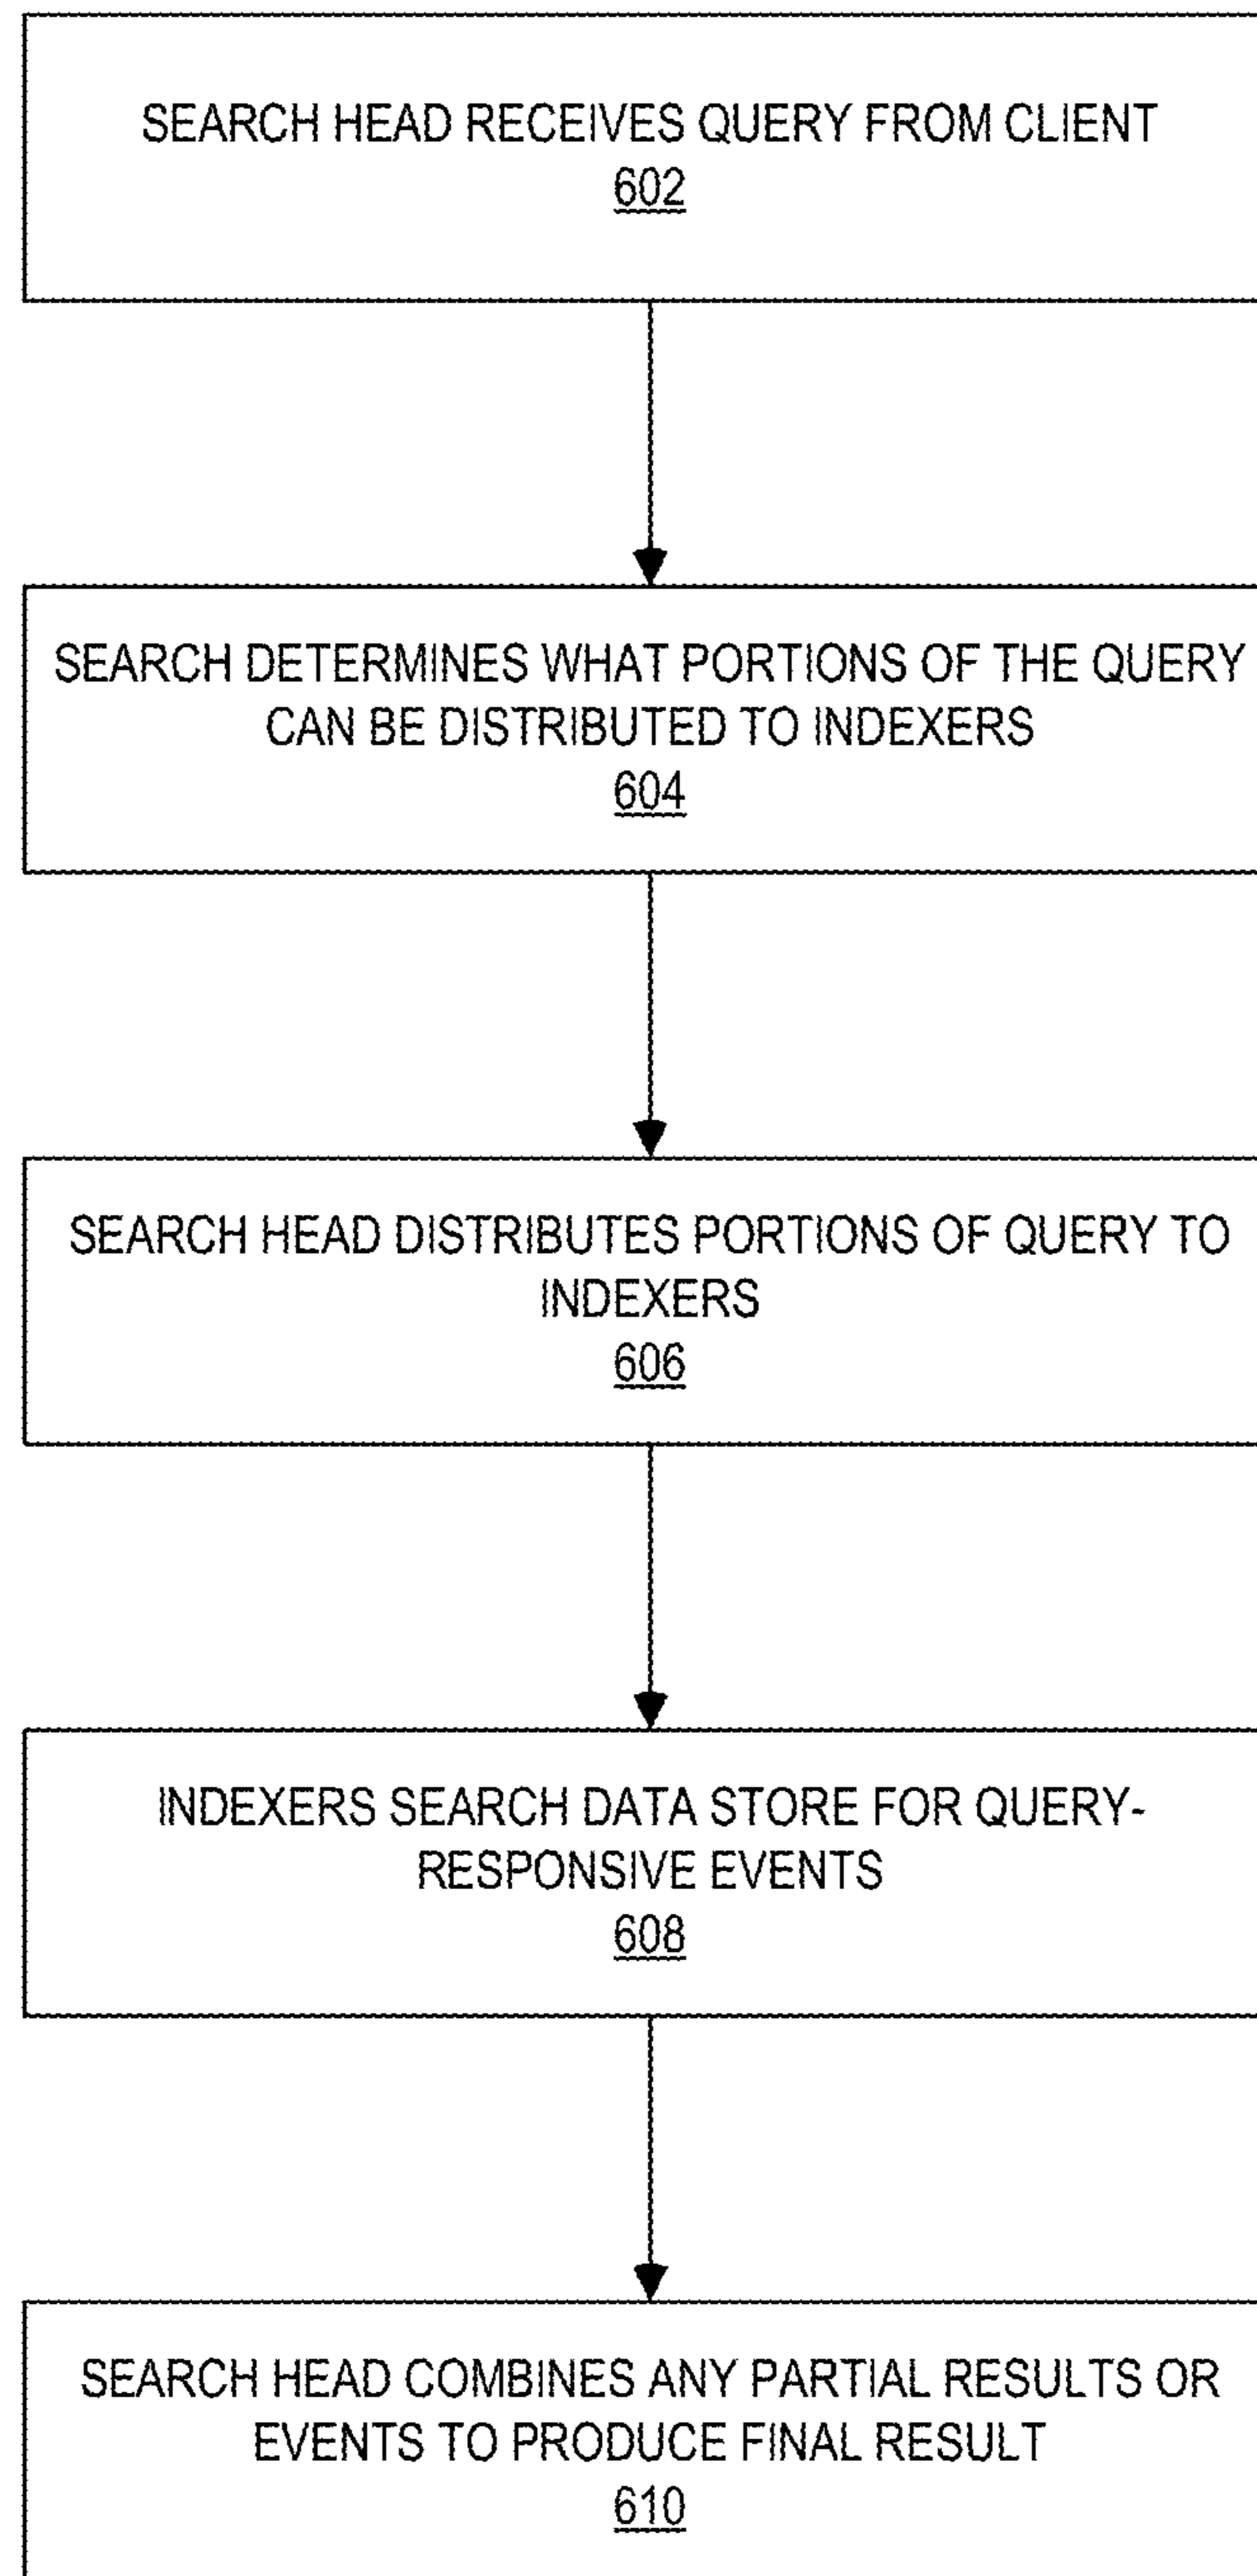 SEARCH HEAD RECEIVES QUERY FROM CLIENT
602
SEARCH DETERMINES WHAT PORTIONS OF THE QUERY
CAN BE DISTRIBUTED TO INDEXERS
604
SEARCH HEAD DISTRIBUTES PORTIONS OF QUERY TO
INDEXERS
606
INDEXERS SEARCH DATA STORE FOR QUERY-
RESPONSIVE EVENTS
608
SEARCH HEAD COMBINES ANY PARTIAL RESULTS OR
EVENTS TO PRODUCE FINAL RESULT
610